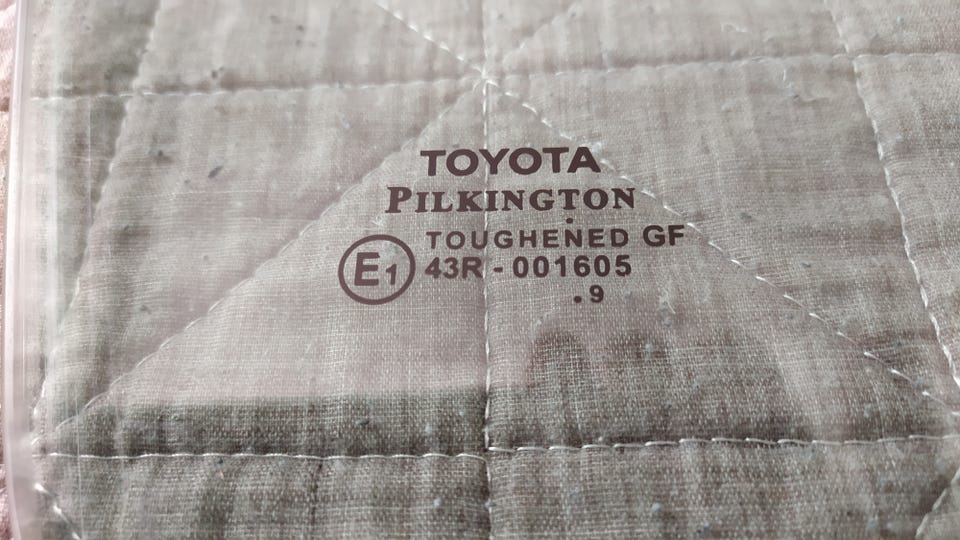 TOYOTA
PILKINGTON
TOUGHENED GF
E1 43R - 001605
. 9